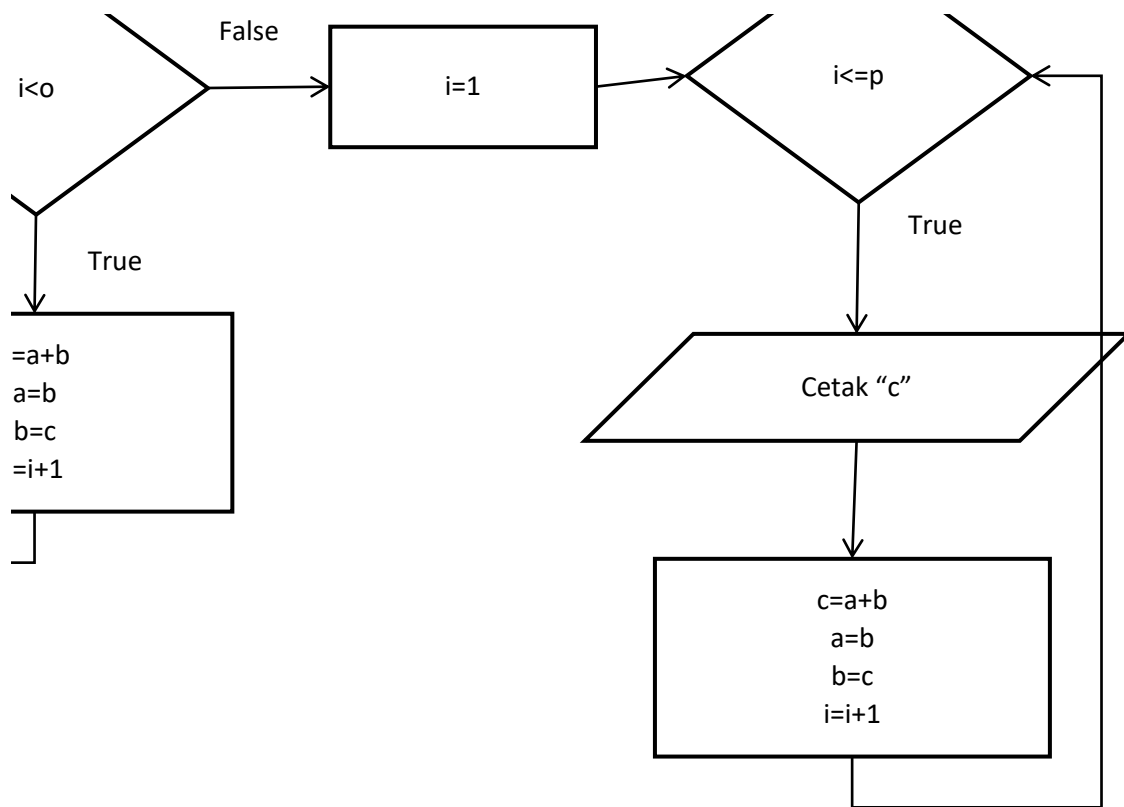 i<o
False
i=1
i<=p
True
=a+b
a=b
b=c
=i+1
True
Cetak “c”
c=a+b
a=b
b=c
i=i+1